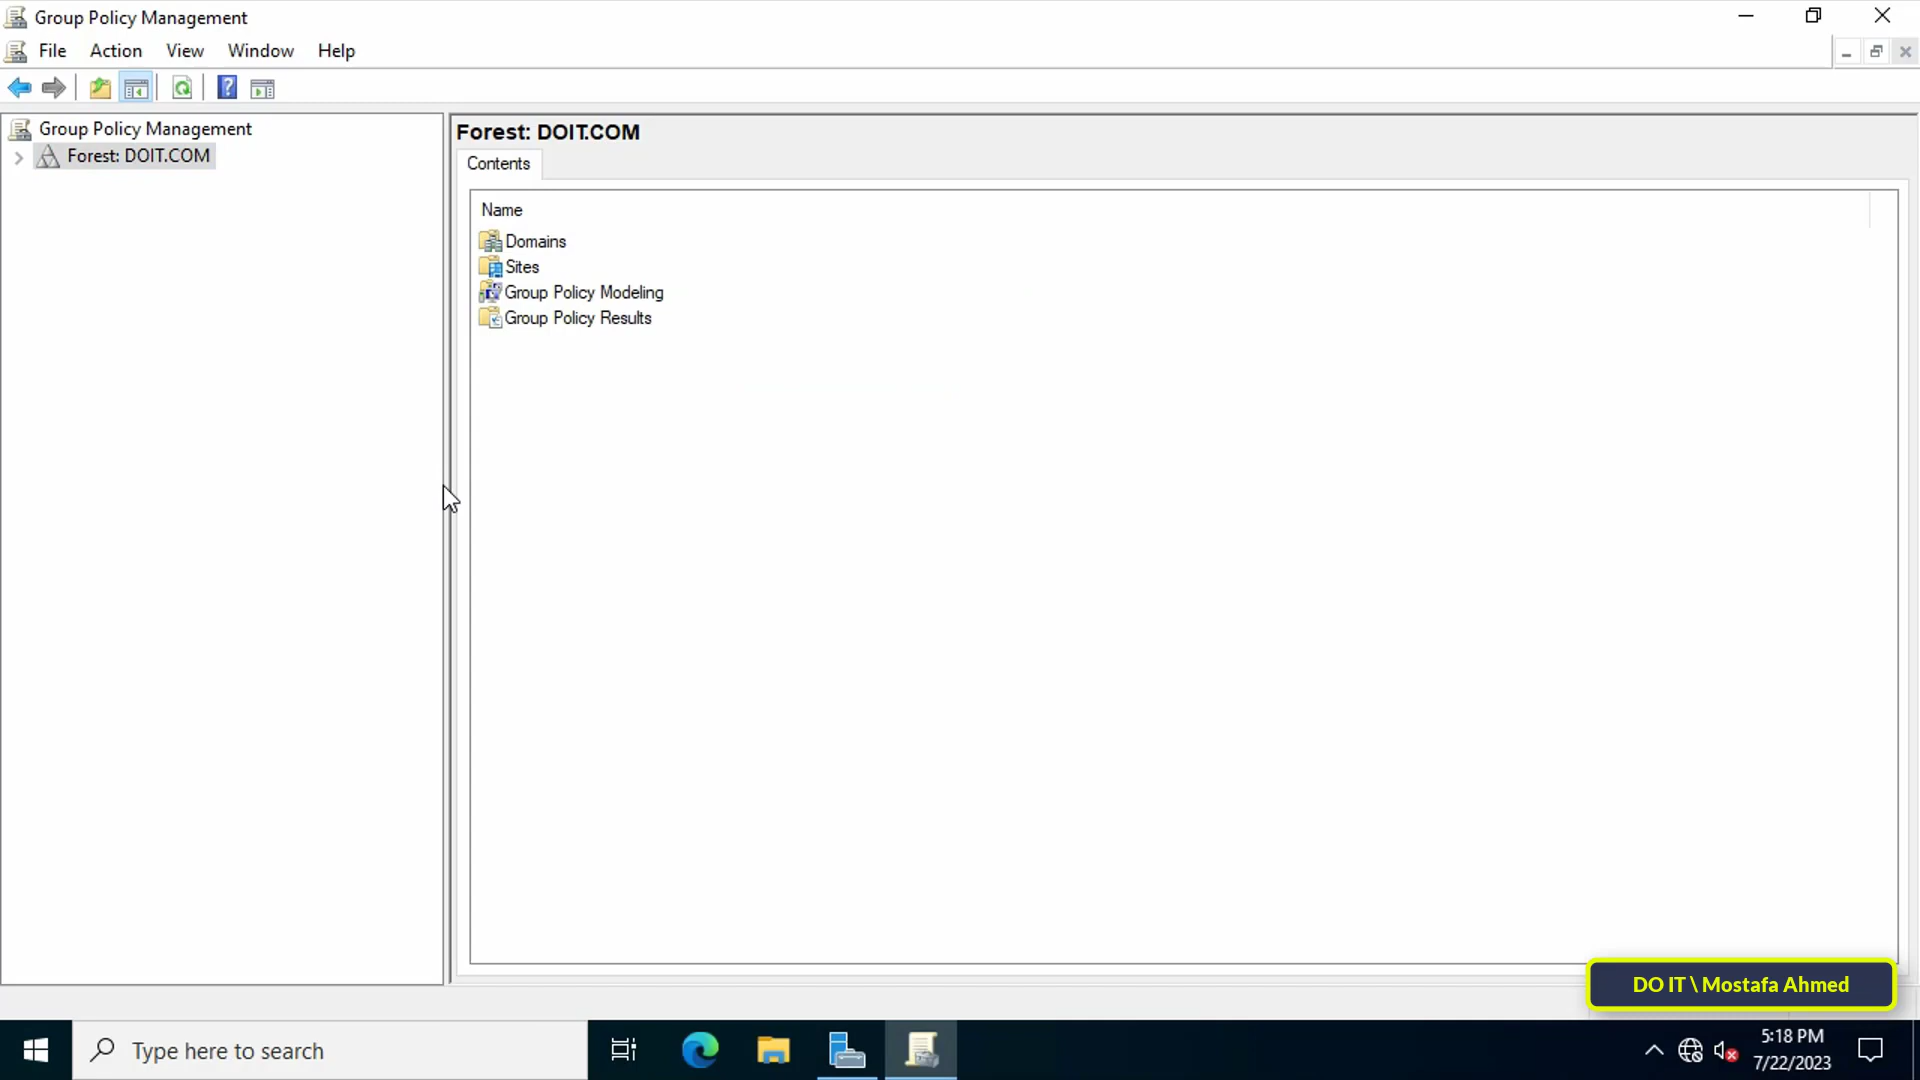 Group Policy Management
File Action View Window Help
Group Policy Management
Forest: DOIT.COM
Forest: DOIT.COM
Contents
Name
Domains
Sites
Group Policy Modeling
Group Policy Results
DO IT \ Mostafa Ahmed
Type here to search
5:18 PM
7/22/2023